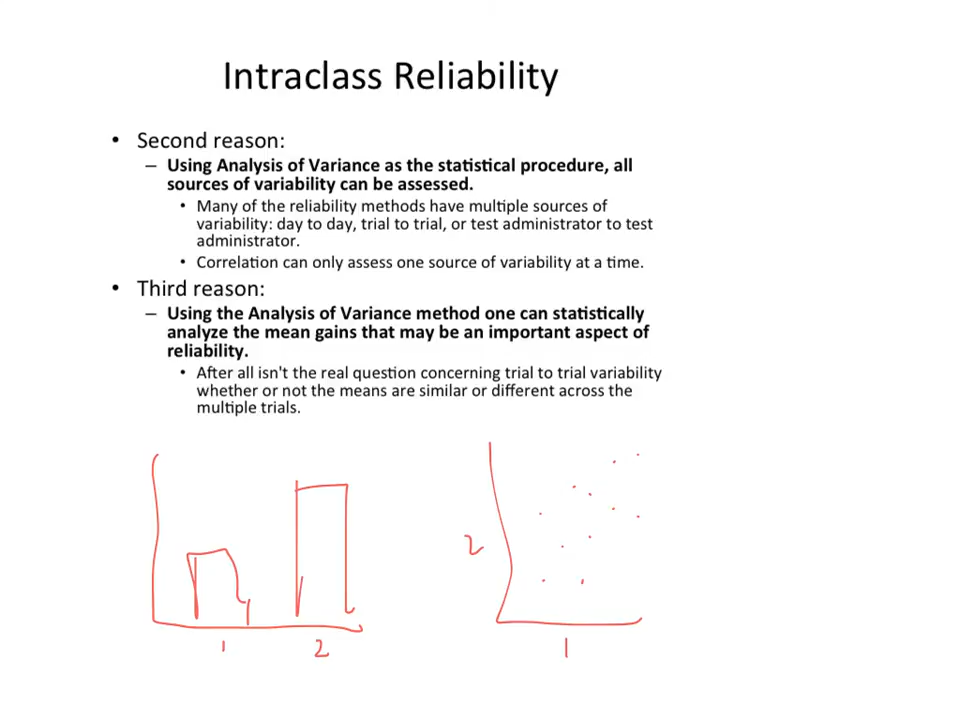 Intraclass Reliability
• Second reason:
– Using Analysis of Variance as the statistical procedure, all
sources of variability can be assessed.
• Many of the reliability methods have multiple sources of
variability: day to day, trial to trial, or test administrator to test
administrator.
• Correlation can only assess one source of variability at a time.
• Third reason:
– Using the Analysis of Variance method one can statistically
analyze the mean gains that may be an important aspect of
reliability.
• After all isn't the real question concerning trial to trial variability
whether or not the means are similar or different across the
multiple trials.
2
1 2
1